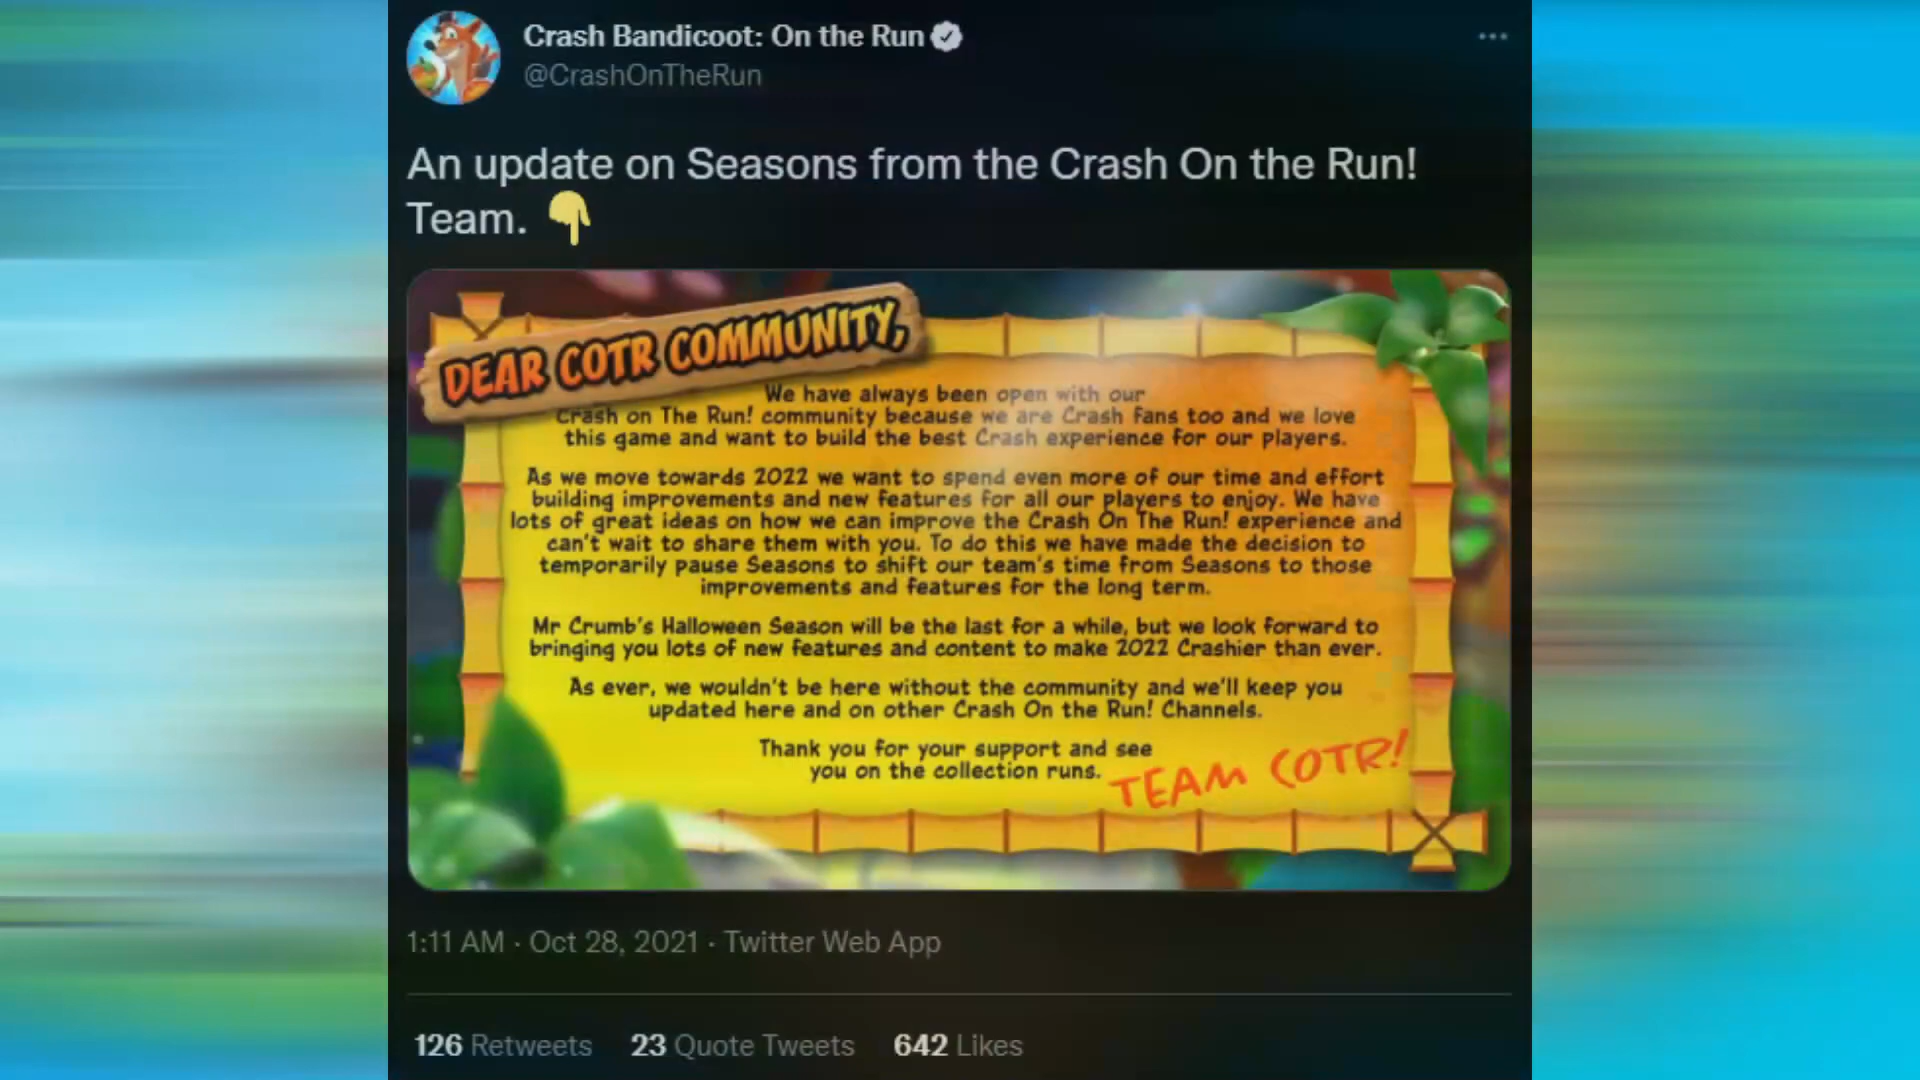 Crash Bandicoot: On the Run
@CrashOnTheRun
An update on Seasons from the Crash On the Run!
Team.
DEAR COTR COMMUNITY,
We have always been open with our
Crash on The Run! community because we are Crash fans too and we love
this game and want to build the best Crash experience for our players.
As we move towards 2022 we want to spend even more of our time and effort
building improvements and new features for all our players to enjoy. We have
lots of great ideas on how we can improve the Crash On The Run! experience and
can't wait to share them with you. To do this we have made the decision to
temporarily pause Seasons to shift our team's time from Seasons to those
improvements and features for the long term.
Mr Crumb's Halloween Season will be the last for a while, but we look forward to
bringing you lots of new features and content to make 2022 Crashier than ever.
As ever, we wouldn't be here without the community and we'll keep you
updated here and on other Crash On the Run! Channels.
Thank you for your support and see
you on the collection runs.
TEAM COTR!
1:11 AM · Oct 28, 2021 · Twitter Web App
126 Retweets 23 Quote Tweets 642 Likes